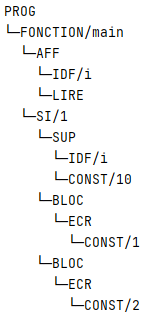 PROG
└─FONCTION/main
  └─AFF
    └─IDF/i
    └─LIRE
  └─SI/1
    └─SUP
      └─IDF/i
      └─CONST/10
    └─BLOC
      └─ECR
        └─CONST/1
    └─BLOC
      └─ECR
        └─CONST/2